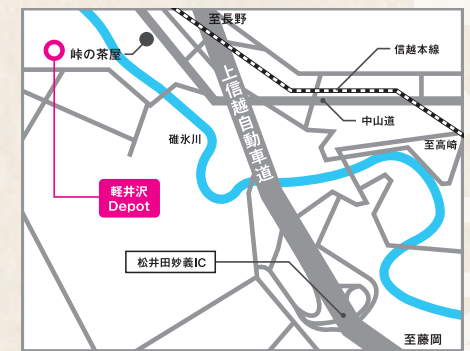 至長野
信越本線
峠の茶屋
上信越自動車道
中山道
碓氷川
至高崎
軽井沢
Depot
松井田妙義IC
至藤岡